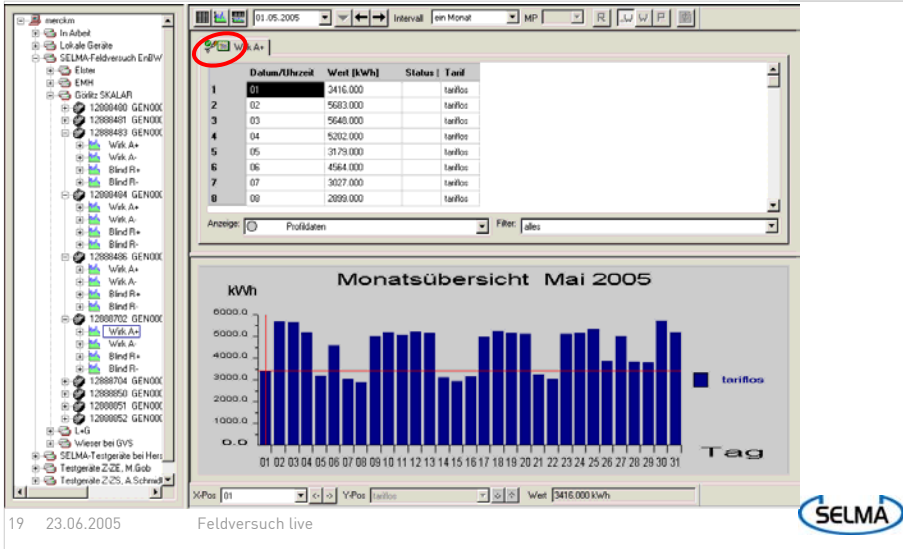 merckm
In Arbeit
Lokale Geräte
SELMA-Feldversuch EnBW
Elster
EMH
Görlitz SKALAR
12888480 GEN000
12888481 GEN000
12888483 GEN000
Wirk A+
Wirk A-
Blind R+
Blind R-
12888484 GEN000
Wirk A+
Wirk A-
Blind R+
Blind R-
12888486 GEN000
Wirk A+
Wirk A-
Blind R+
Blind R-
12888702 GEN000
Wirk A+
Wirk A-
Blind R+
Blind R-
12888704 GEN000
12888850 GEN000
12888851 GEN000
12888852 GEN000
L+G
Wieser bei GVS
SELMA-Testgeräte bei Hers
Testgeräte Z-ZE, M.Gob
Testgeräte Z-ZS, A.Schmidt
01.05.2005 Intervall ein Monat MP R W W P
Wirk A+
Datum/Uhrzeit Wert [kWh] Status Tarif
1 01 3416.000 tariflos
2 02 5683.000 tariflos
3 03 5648.000 tariflos
4 04 5202.000 tariflos
5 05 3179.000 tariflos
6 06 4564.000 tariflos
7 07 3027.000 tariflos
8 08 2899.000 tariflos
Anzeige: Profildaten Filter: alles
Monatsübersicht Mai 2005
kWh
6000.0
5000.0
4000.0
3000.0
2000.0
1000.0
0.0
tariflos
01 02 03 04 05 06 07 08 09 10 11 12 13 14 15 16 17 18 19 20 21 22 23 24 25 26 27 28 29 30 31
Tag
X-Pos 01 Y-Pos tariflos Wert 3416.000 kWh
19 23.06.2005 Feldversuch live
SELMA